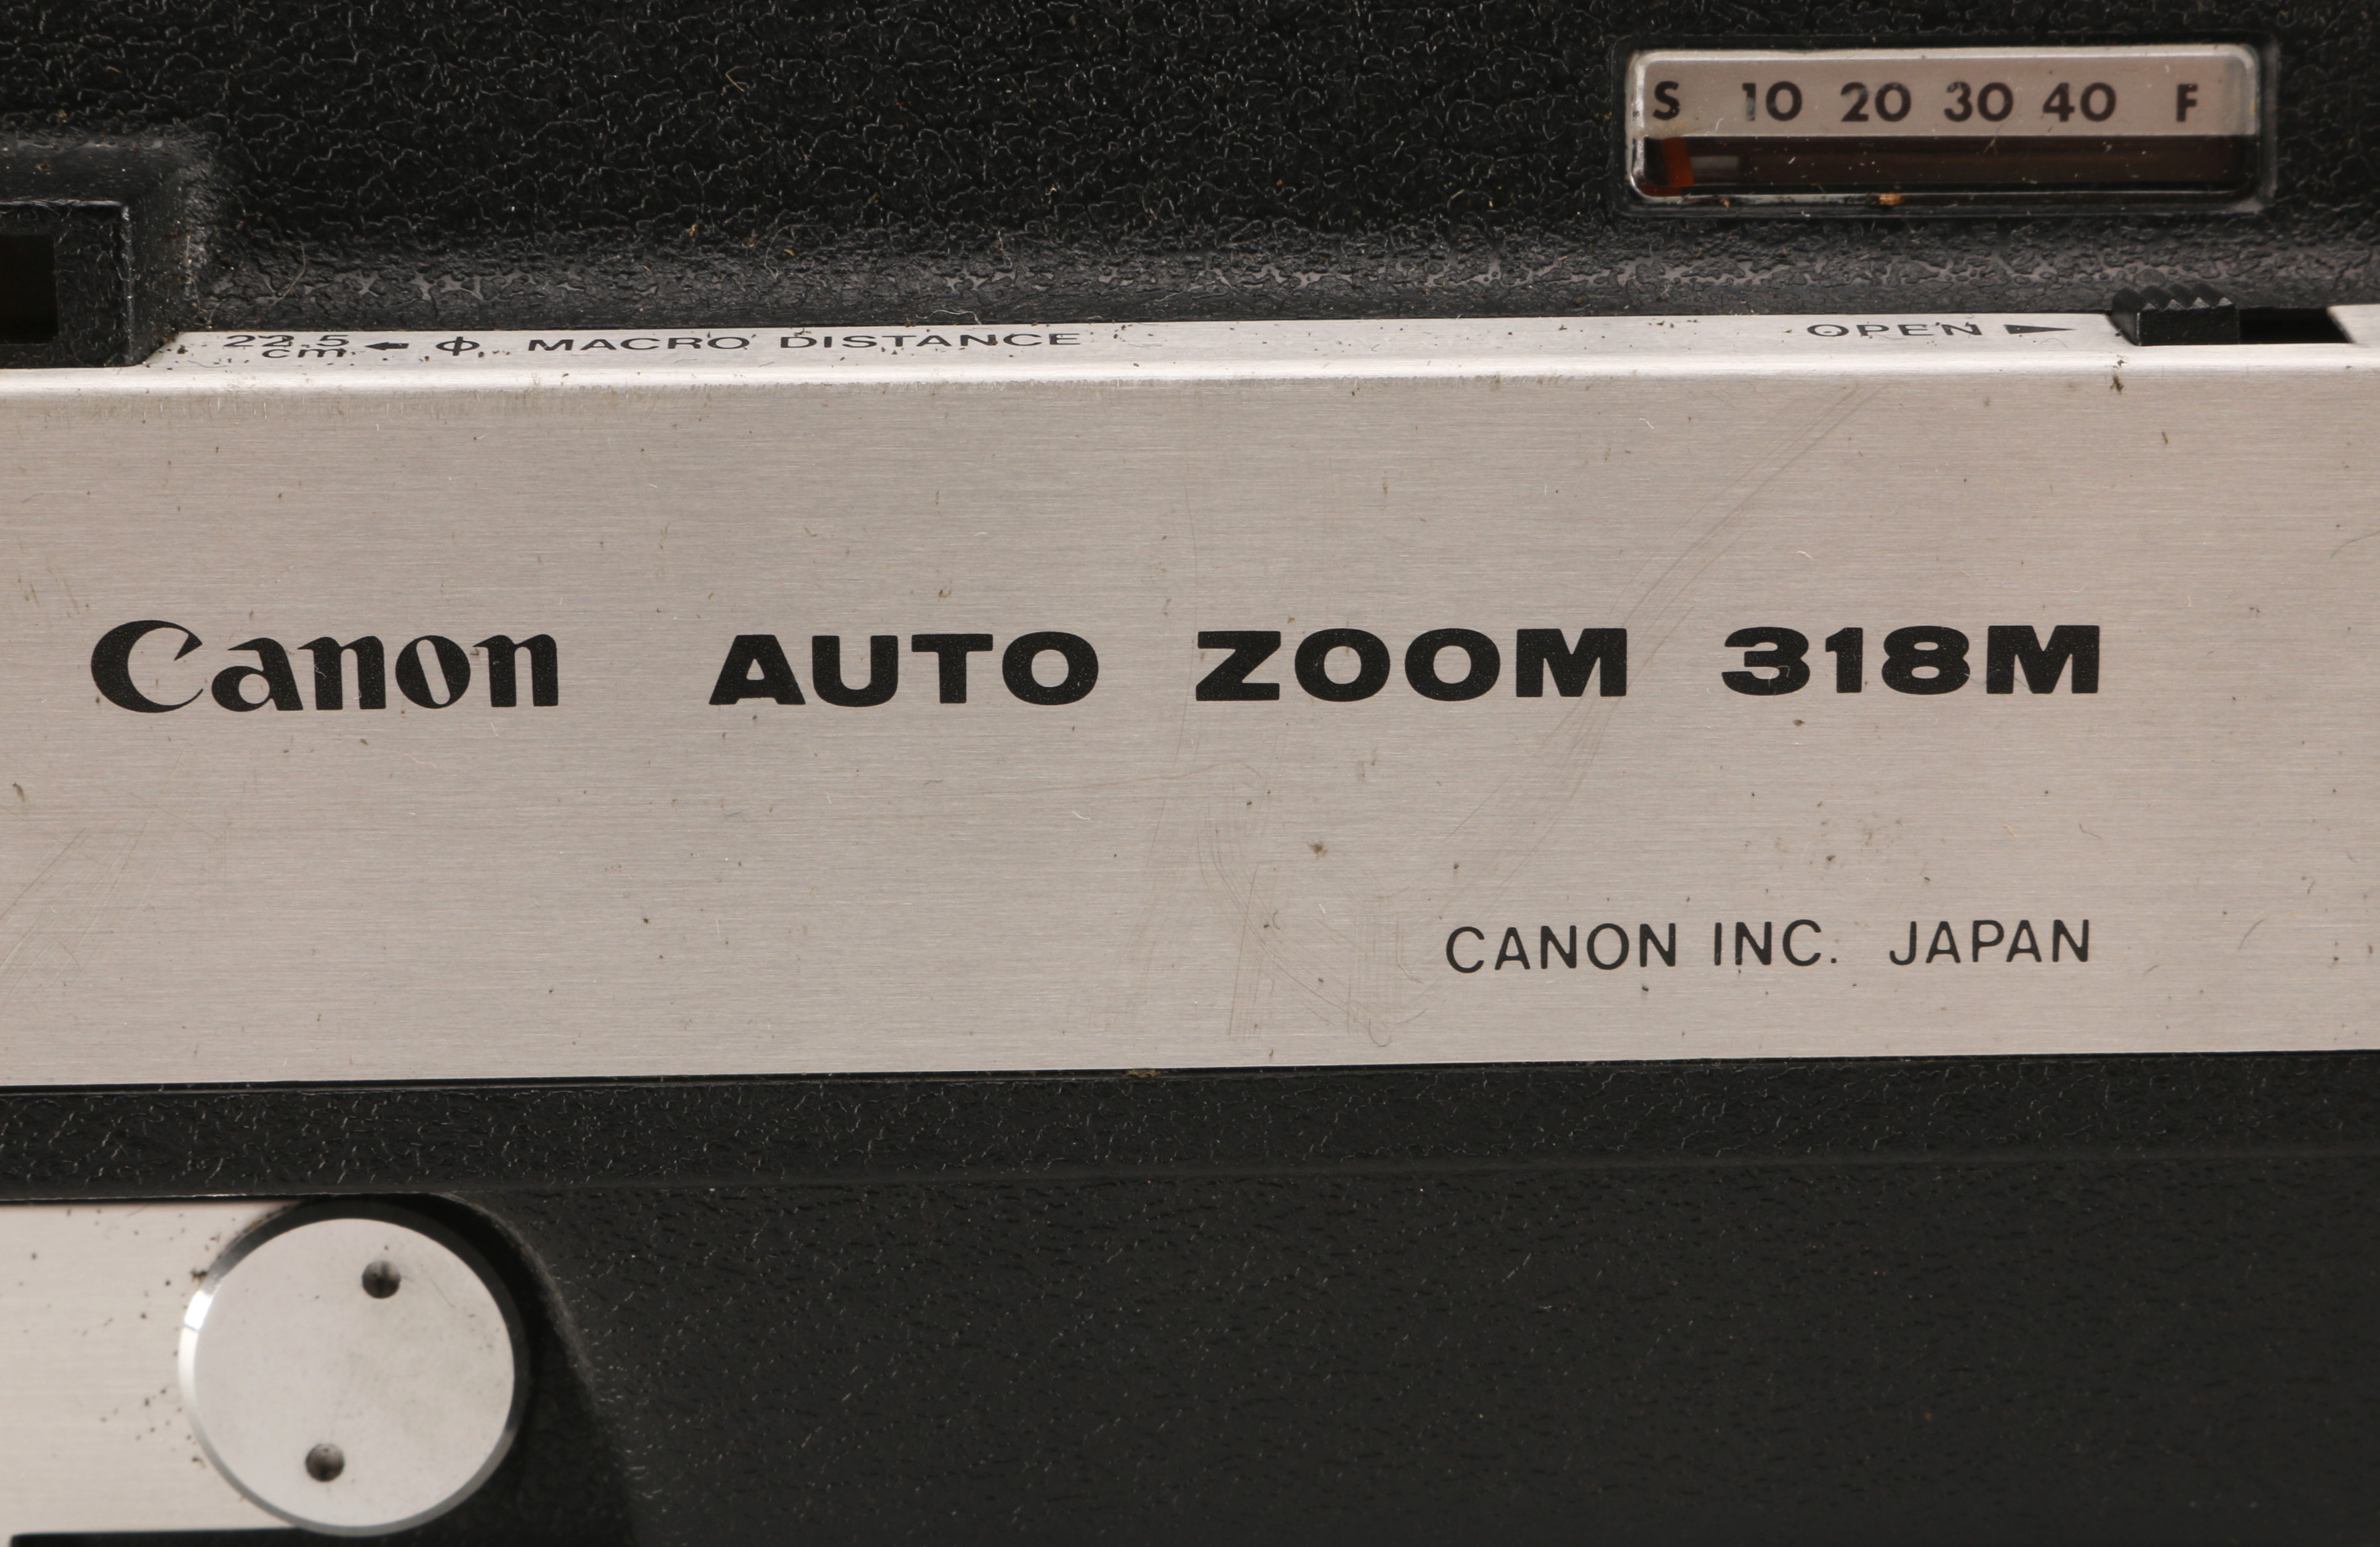 S 10 20 30 40 F
22.5 cm ← ϕ MACRO DISTANCE
OPEN ►
Canon AUTO ZOOM 318M
CANON INC. JAPAN